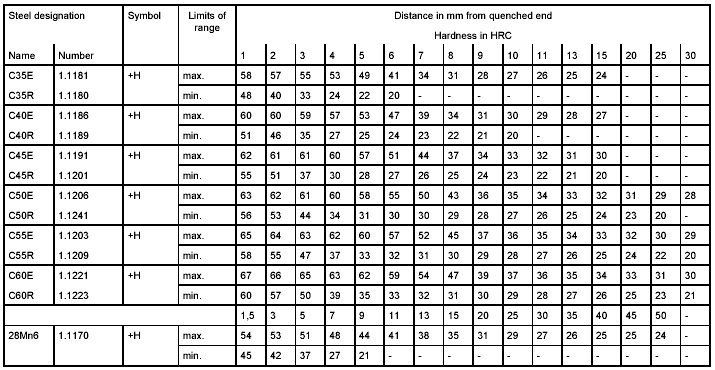 Steel designation Symbol Limits of range Distance in mm from quenched end
Hardness in HRC
Name Number 1 2 3 4 5 6 7 8 9 10 11 13 15 20 25 30
C35E 1.1181 +H max. 58 57 55 53 49 41 34 31 28 27 26 25 24 - - -
C35R 1.1180 min. 48 40 33 24 22 20 - - - - - - - - - -
C40E 1.1186 +H max. 60 60 59 57 53 47 39 34 31 30 29 28 27 - - -
C40R 1.1189 min. 51 46 35 27 25 24 23 22 21 20 - - - - - -
C45E 1.1191 +H max. 62 61 61 60 57 51 44 37 34 33 32 31 30 - - -
C45R 1.1201 min. 55 51 37 30 28 27 26 25 24 23 22 21 20 - - -
C50E 1.1206 +H max. 63 62 61 60 58 55 50 43 36 35 34 33 32 31 29 28
C50R 1.1241 min. 56 53 44 34 31 30 30 29 28 27 26 25 24 23 20 -
C55E 1.1203 +H max. 65 64 63 62 60 57 52 45 37 36 35 34 33 32 30 29
C55R 1.1209 min. 58 55 47 37 33 32 31 30 29 28 27 26 25 24 22 20
C60E 1.1221 +H max. 67 66 65 63 62 59 54 47 39 37 36 35 34 33 31 30
C60R 1.1223 min. 60 57 50 39 35 33 32 31 30 29 28 27 26 25 23 21
1,5 3 5 7 9 11 13 15 20 25 30 35 40 45 50 -
28Mn6 1.1170 +H max. 54 53 51 48 44 41 38 35 31 29 27 26 25 25 24 -
min. 45 42 37 27 21 - - - - - - - - - - -